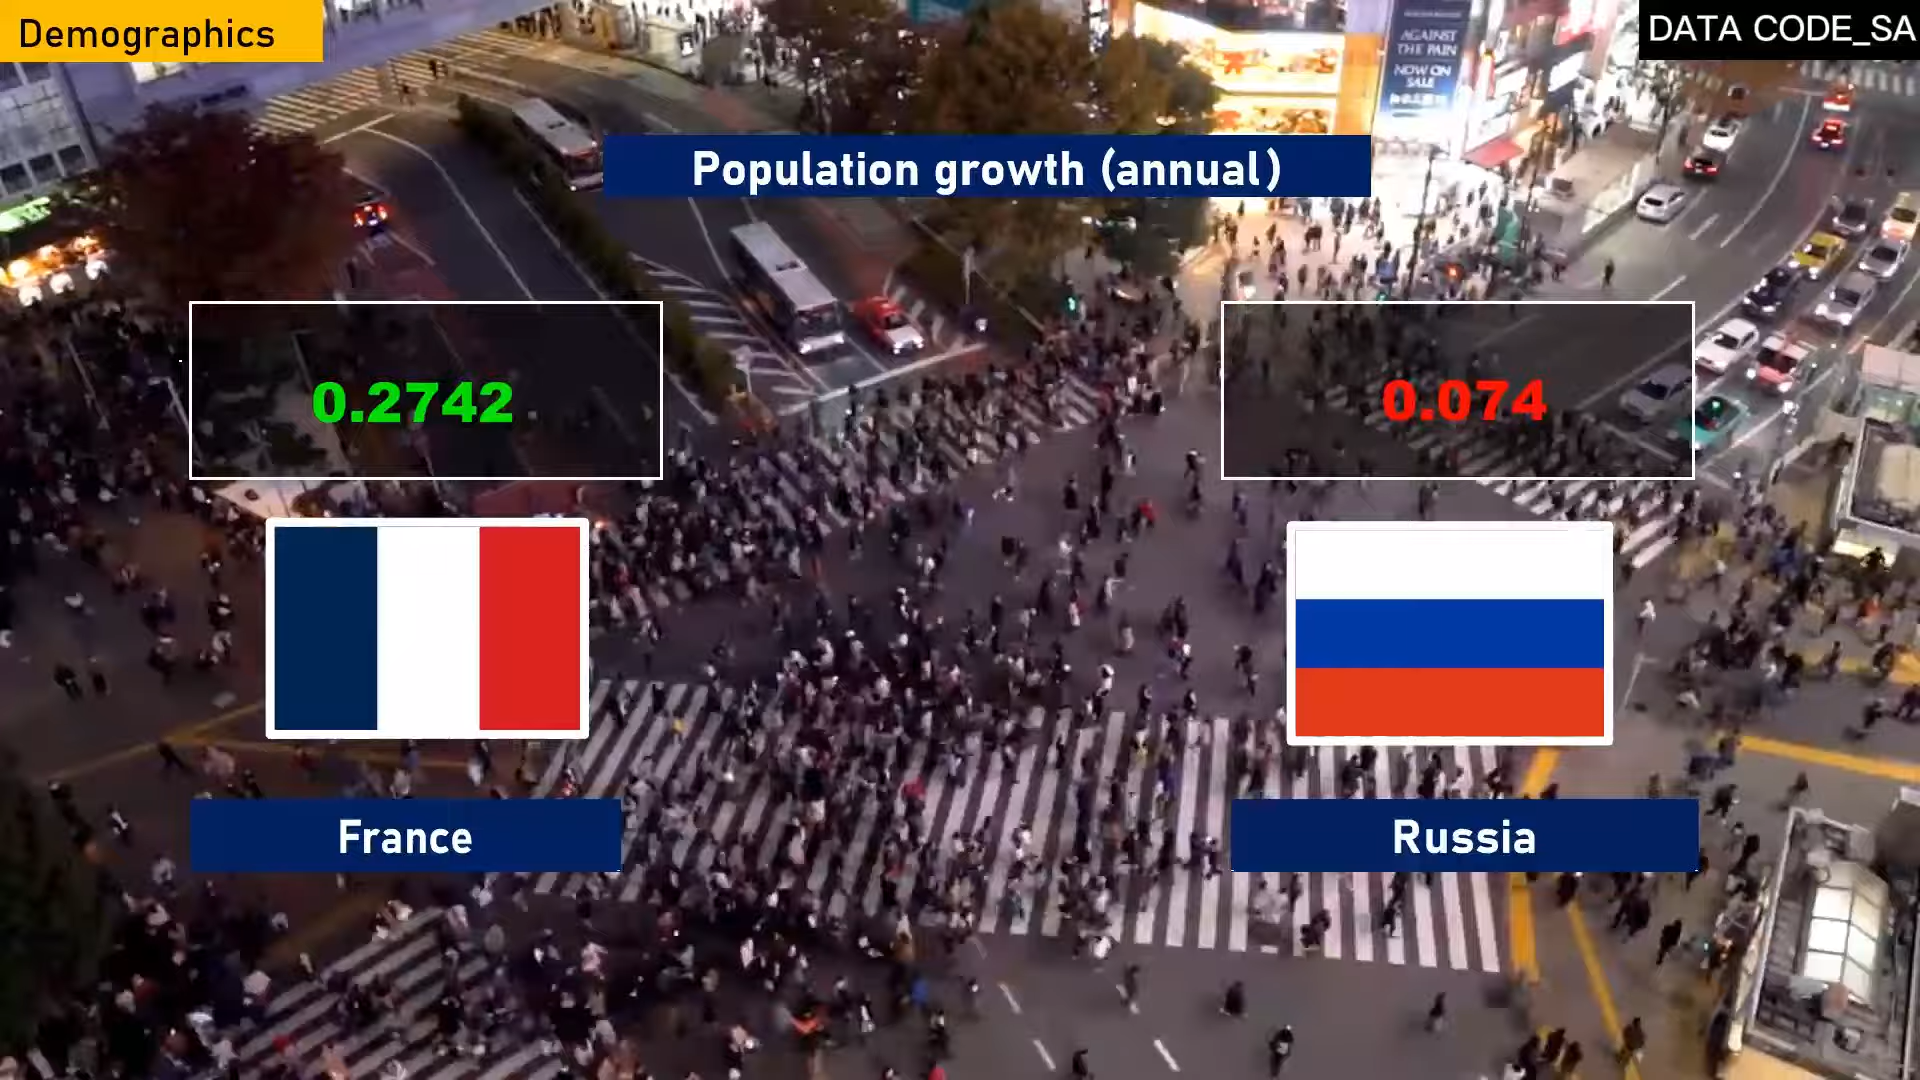 Demographics
DATA CODE_SA
AGAINST
THE PAIN
NOW ON
SALE
Population growth (annual)
0.2742
0.074
France
Russia